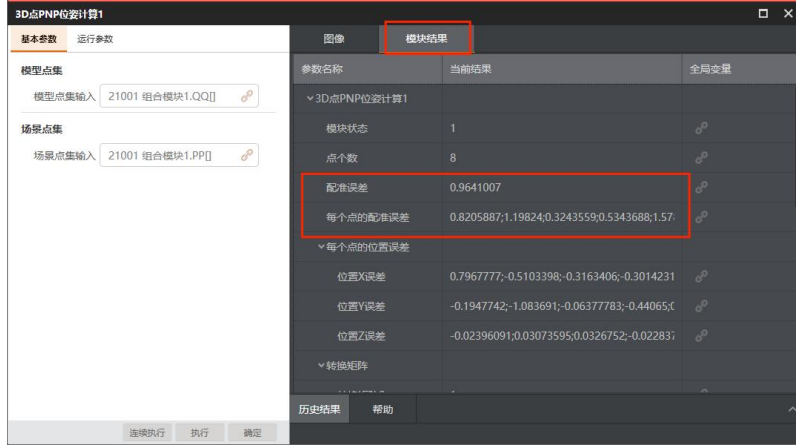 3D点PNP位姿计算1
基本参数 运行参数 图像 模块结果
模型点集 参数名称 当前结果 全局变量
模型点集输入 21001 组合模块1.QQ[] 3D点PNP位姿计算1
场景点集 模块状态 1
场景点集输入 21001 组合模块1.PP[] 点个数 8
配准误差 0.9641007
每个点的配准误差 0.8205887;1.19824;0.3243559;0.5343688;1.57
每个点的位置误差
位置X误差 0.7967777;-0.5103398;-0.3163406;-0.3014231
位置Y误差 -0.1947742;-1.083691;-0.06377783;-0.44065;
位置Z误差 -0.02396091;0.03073595;0.0326752;-0.022837
转换矩阵
历史结果 帮助
连续执行 执行 确定